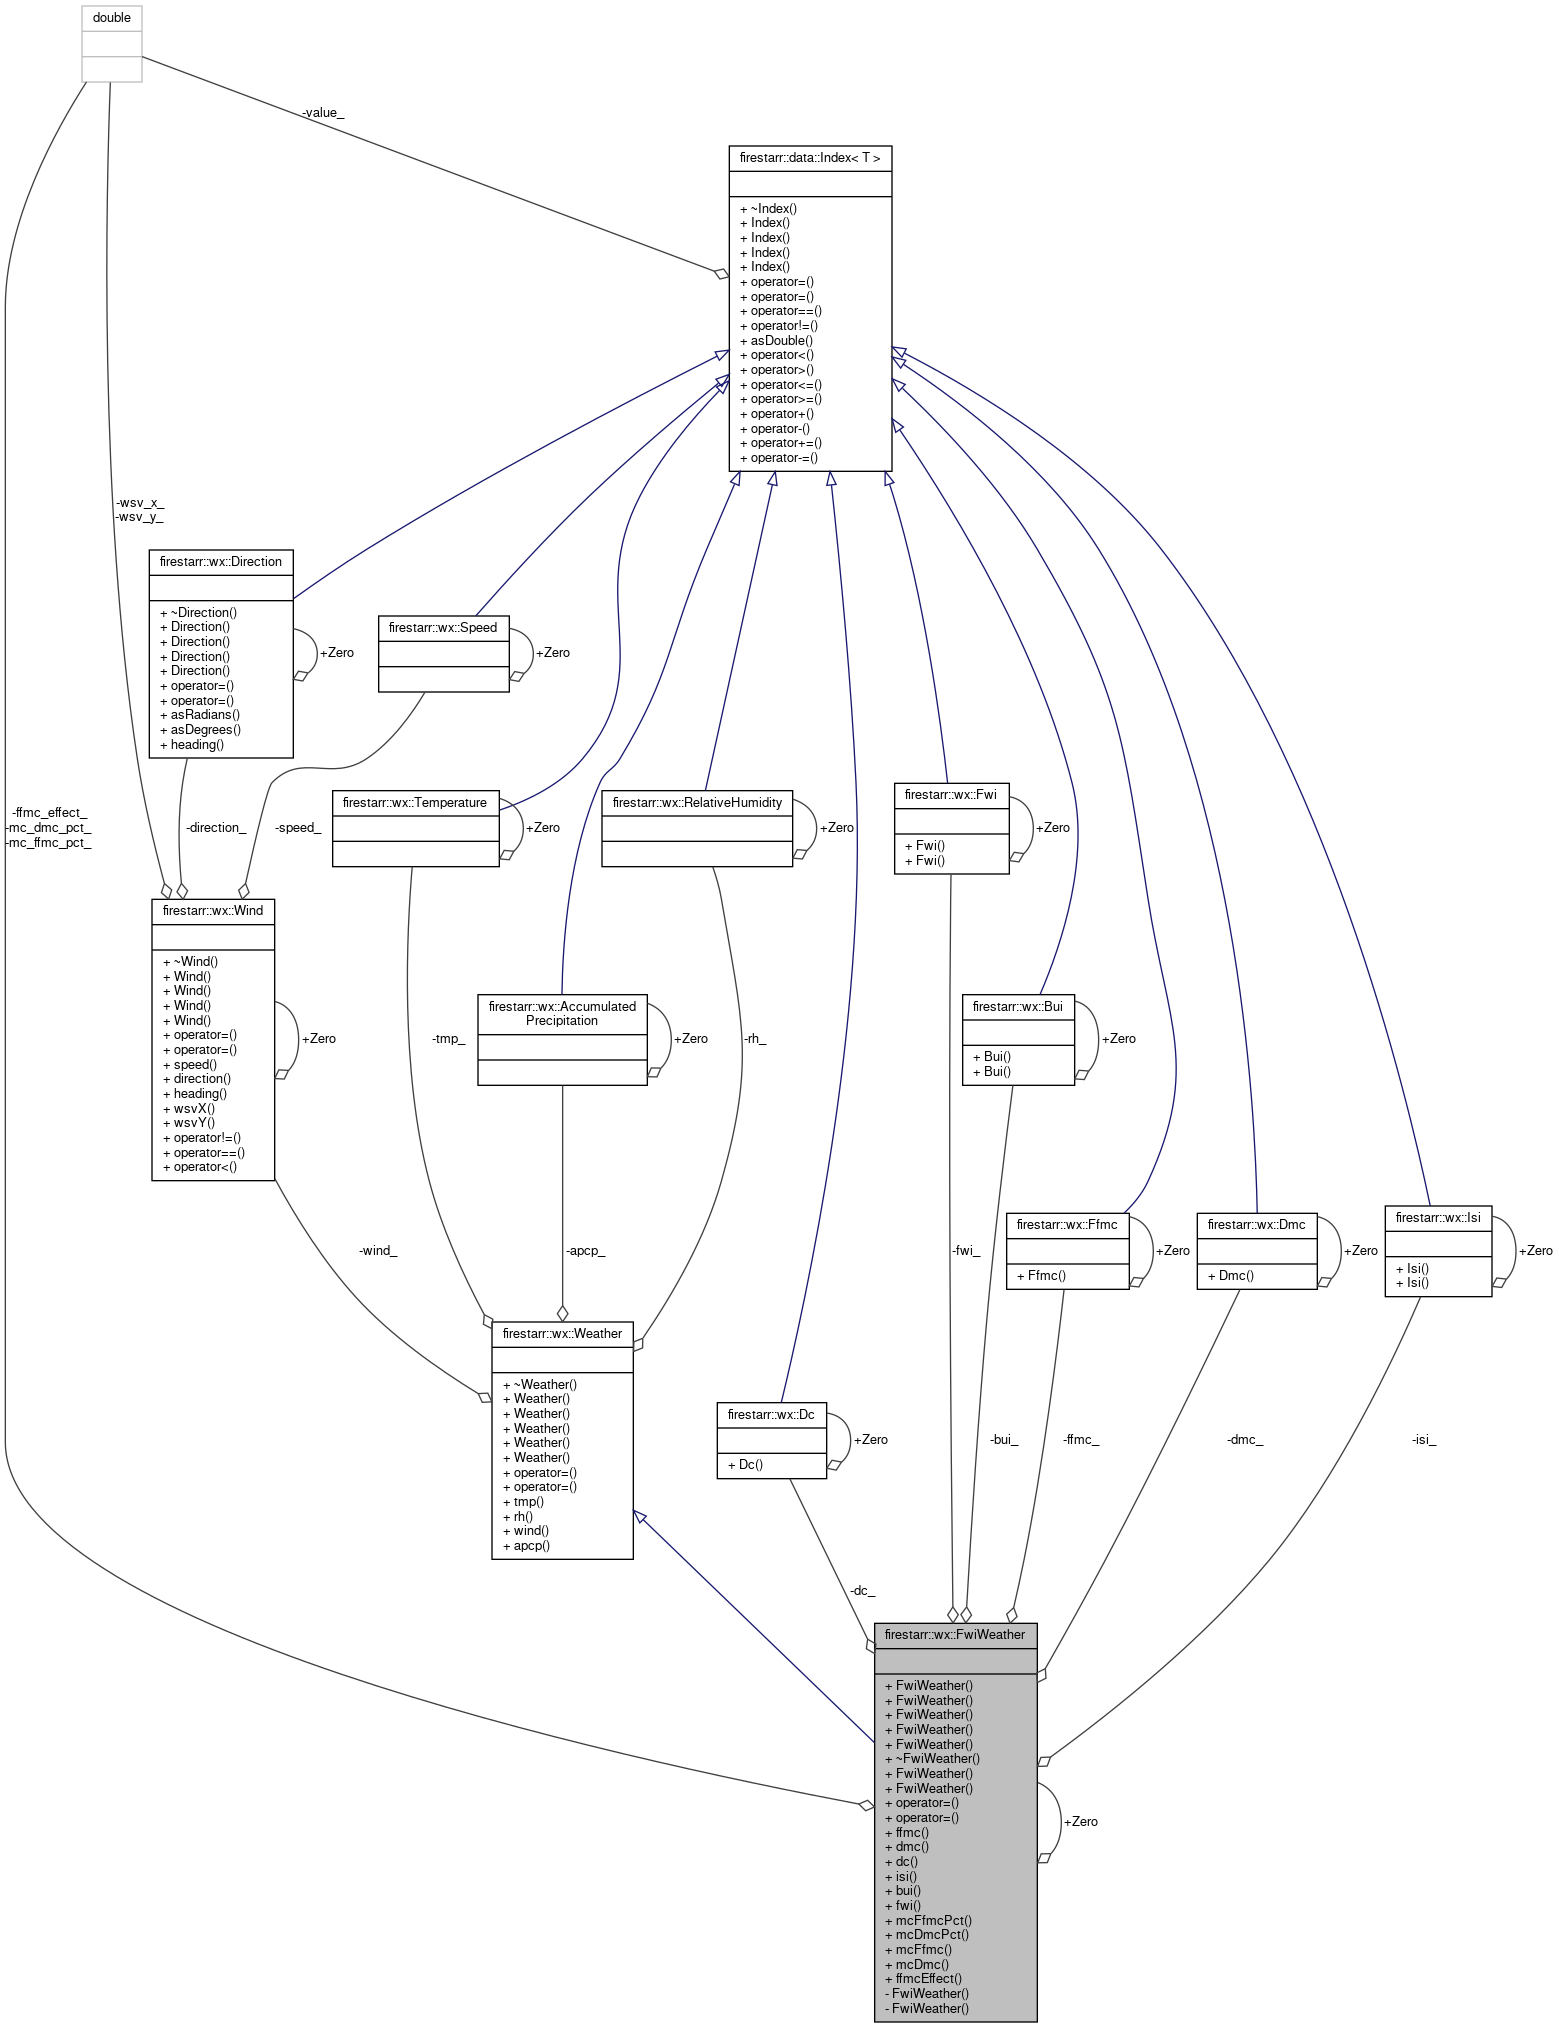 double
-value_
firestarr::data::Index< T >
+ ~Index()
+ Index()
+ Index()
+ Index()
+ Index()
+ operator=()
+ operator=()
+ operator==()
+ operator!=()
+ asDouble()
+ operator<()
+ operator>()
+ operator<=()
+ operator>=()
+ operator+()
+ operator-()
+ operator+=()
+ operator-=()
-wsv_x_
-wsv_y_
firestarr::wx::Direction
+ ~Direction()
+ Direction()
+ Direction()
+ Direction()
+ Direction()
+ operator=()
+ operator=()
+ asRadians()
+ asDegrees()
+ heading()
+Zero
firestarr::wx::Speed
+Zero
-ffmc_effect_
-mc_dmc_pct_
-mc_ffmc_pct_
-direction_
-speed_
firestarr::wx::Temperature
+Zero
firestarr::wx::RelativeHumidity
+Zero
firestarr::wx::Fwi
+ Fwi()
+ Fwi()
+Zero
firestarr::wx::Wind
+ ~Wind()
+ Wind()
+ Wind()
+ Wind()
+ Wind()
+ operator=()
+ operator=()
+ speed()
+ direction()
+ heading()
+ wsvX()
+ wsvY()
+ operator!=()
+ operator==()
+ operator<()
+Zero
-tmp_
firestarr::wx::Accumulated
Precipitation
+Zero
-rh_
firestarr::wx::Bui
+ Bui()
+ Bui()
+Zero
-wind_
-apcp_
-fwi_
firestarr::wx::Ffmc
+ Ffmc()
+Zero
firestarr::wx::Dmc
+ Dmc()
+Zero
firestarr::wx::Isi
+ Isi()
+ Isi()
+Zero
firestarr::wx::Weather
+ ~Weather()
+ Weather()
+ Weather()
+ Weather()
+ Weather()
+ Weather()
+ operator=()
+ operator=()
+ tmp()
+ rh()
+ wind()
+ apcp()
firestarr::wx::Dc
+ Dc()
+Zero
-bui_
-ffmc_
-dmc_
-isi_
-dc_
firestarr::wx::FwiWeather
+ FwiWeather()
+ FwiWeather()
+ FwiWeather()
+ FwiWeather()
+ FwiWeather()
+ ~FwiWeather()
+ FwiWeather()
+ FwiWeather()
+ operator=()
+ operator=()
+ ffmc()
+ dmc()
+ dc()
+ isi()
+ bui()
+ fwi()
+ mcFfmcPct()
+ mcDmcPct()
+ mcFfmc()
+ mcDmc()
+ ffmcEffect()
- FwiWeather()
- FwiWeather()
+Zero